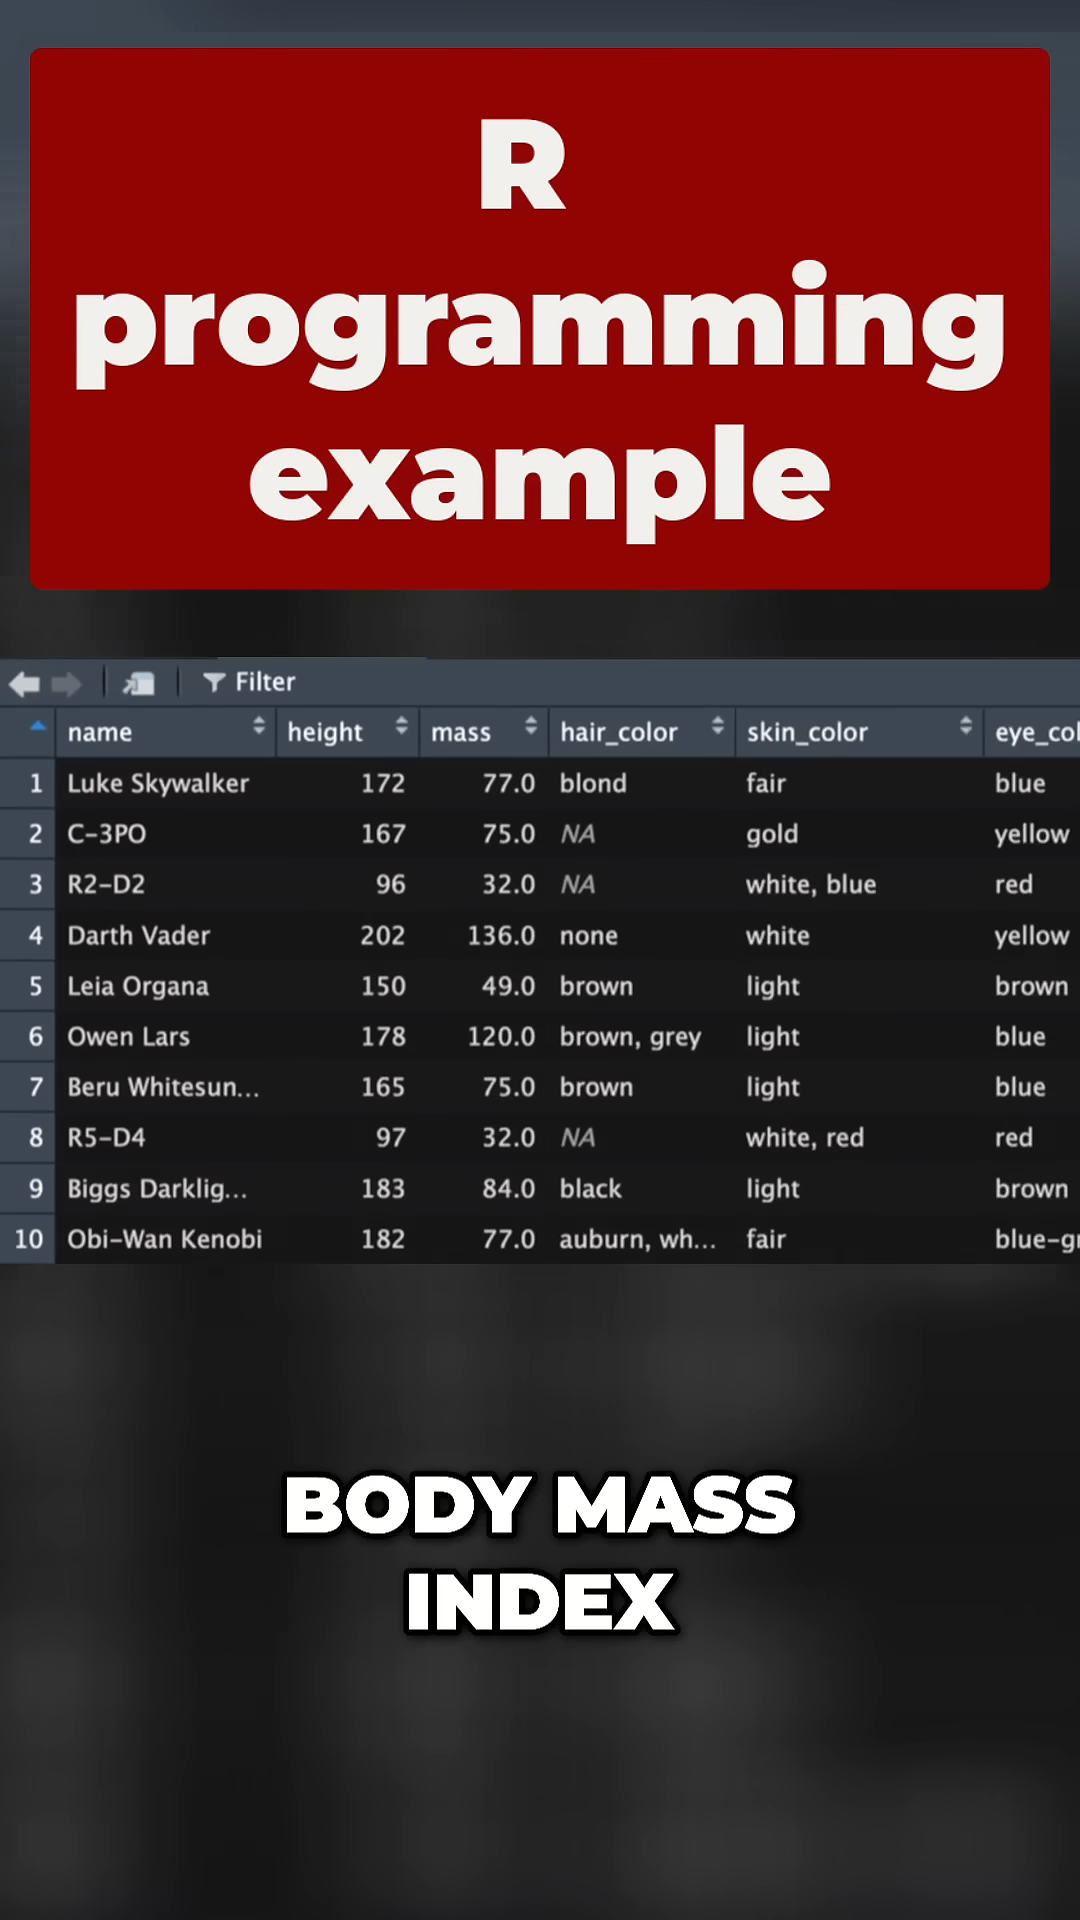 R
programming
example
Filter
name height mass hair_color skin_color eye_col
1 Luke Skywalker 172 77.0 blond fair blue
2 C-3PO 167 75.0 NA gold yellow
3 R2-D2 96 32.0 NA white, blue red
4 Darth Vader 202 136.0 none white yellow
5 Leia Organa 150 49.0 brown light brown
6 Owen Lars 178 120.0 brown, grey light blue
7 Beru Whitesun... 165 75.0 brown light blue
8 R5-D4 97 32.0 NA white, red red
9 Biggs Darklig... 183 84.0 black light brown
10 Obi-Wan Kenobi 182 77.0 auburn, wh... fair blue-gr
BODY MASS
INDEX